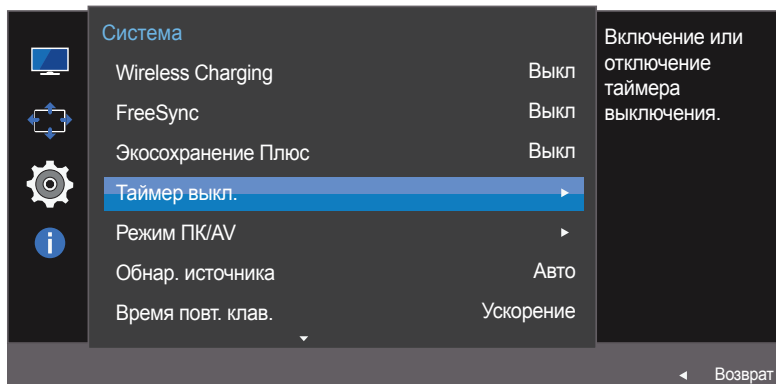 Система
Wireless Charging Выкл
FreeSync Выкл
Экосохранение Плюс Выкл
Таймер выкл.
Режим ПК/AV
Обнар. источника Авто
Время повт. клав. Ускорение
Включение или
отключение
таймера
выключения.
Возврат